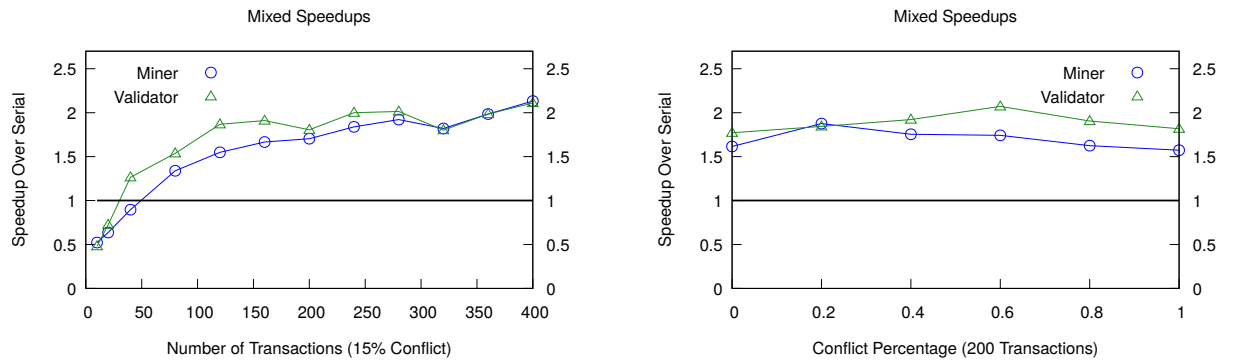 Mixed Speedups
2.5 2.5
Miner
Validator
2 2
1.5 1.5
1 1
0.5 0.5
0 0
0 50 100 150 200 250 300 350 400
Speedup Over Serial
Number of Transactions (15% Conflict)
Mixed Speedups
2.5 2.5
Miner
Validator
2 2
1.5 1.5
1 1
0.5 0.5
0 0
0 0.2 0.4 0.6 0.8 1
Speedup Over Serial
Conflict Percentage (200 Transactions)